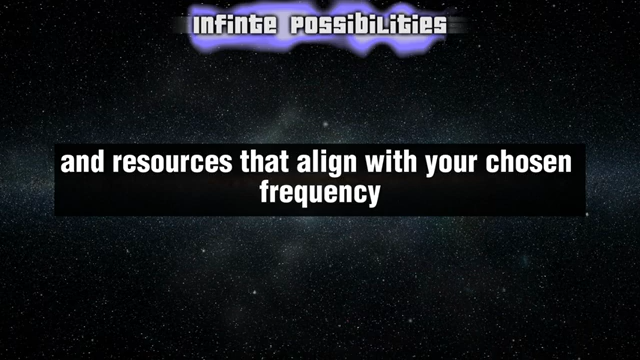 Infinte Possibilities
and resources that align with your chosen
frequency